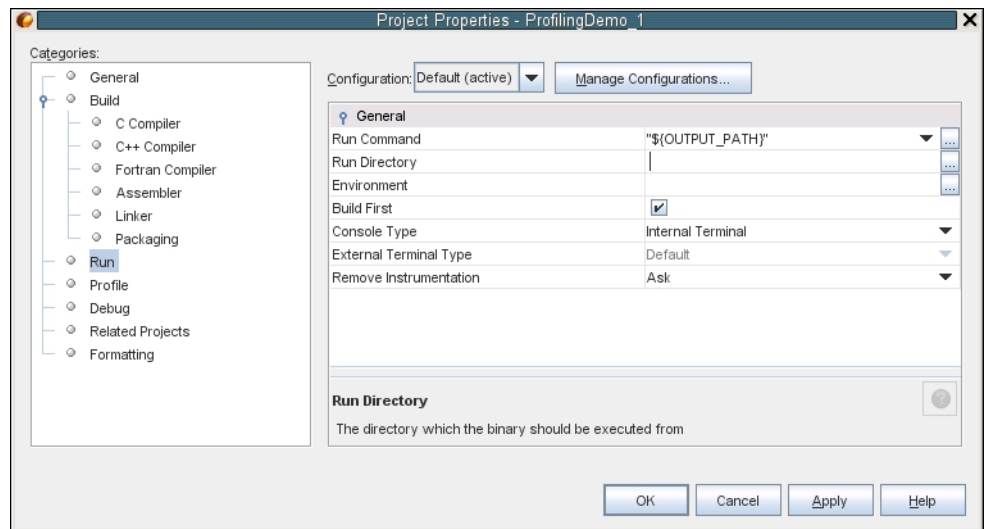 Project Properties - ProfilingDemo_1
Categories:
General
Build
C Compiler
C++ Compiler
Fortran Compiler
Assembler
Linker
Packaging
Run
Profile
Debug
Related Projects
Formatting
Configuration: Default (active) Manage Configurations...
General
Run Command "${OUTPUT_PATH}" ...
Run Directory ...
Environment ...
Build First
Console Type Internal Terminal
External Terminal Type Default
Remove Instrumentation Ask
Run Directory
?
The directory which the binary should be executed from
OK Cancel Apply Help